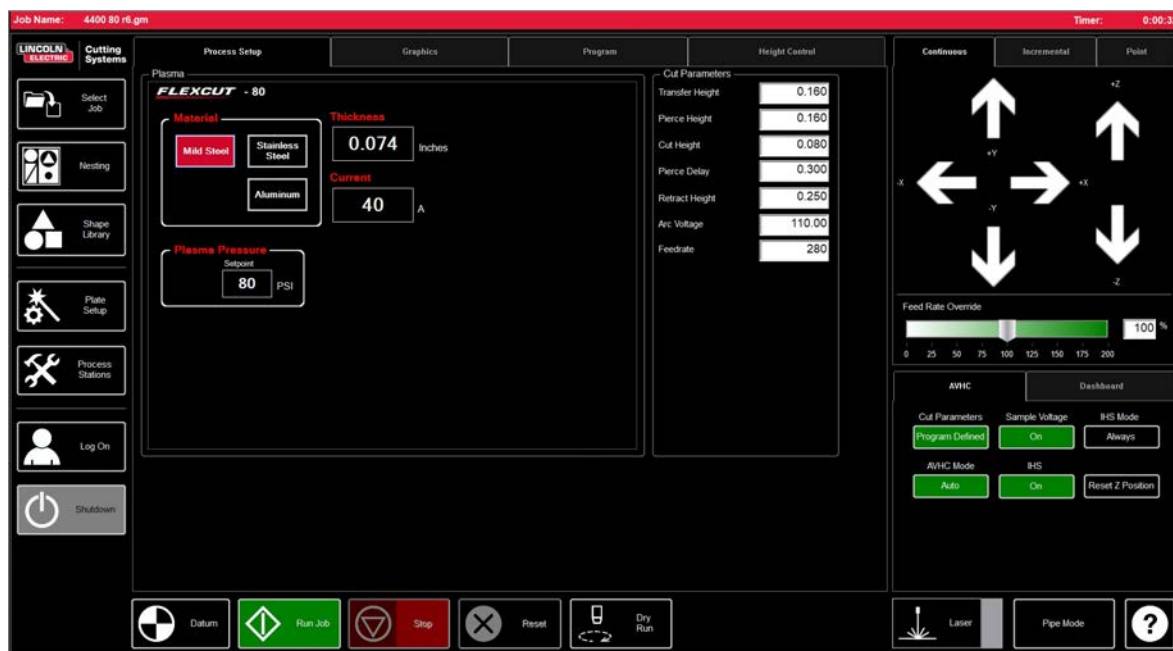 Job Name: 4400 80 r6.gm
Timer: 0:00:3
LINCOLN ELECTRIC
Cutting Systems
Select Job
Nesting
Shape Library
Plate Setup
Process Stations
Log On
Shutdown
Process Setup
Graphics
Program
Height Control
Plasma
FLEXCUT - 80
Material
Mild Steel
Stainless Steel
Aluminum
Thickness
0.074 Inches
Current
40 A
Plasma Pressure
Setpoint
80 PSI
Cut Parameters
Transfer Height 0.160
Pierce Height 0.160
Cut Height 0.080
Pierce Delay 0.300
Retract Height 0.250
Arc Voltage 110.00
Feedrate 280
Continuous
Incremental
Point
+Z
+Y
-X
+X
-Y
-Z
Feed Rate Override
100 %
0 25 50 75 100 125 150 175 200
AVHC
Dashboard
Cut Parameters
Sample Voltage
IHS Mode
Program Defined
On
Always
AVHC Mode
IHS
Auto
On
Reset Z Position
Datum
Run Job
Stop
Reset
Dry Run
Laser
Pipe Mode
?